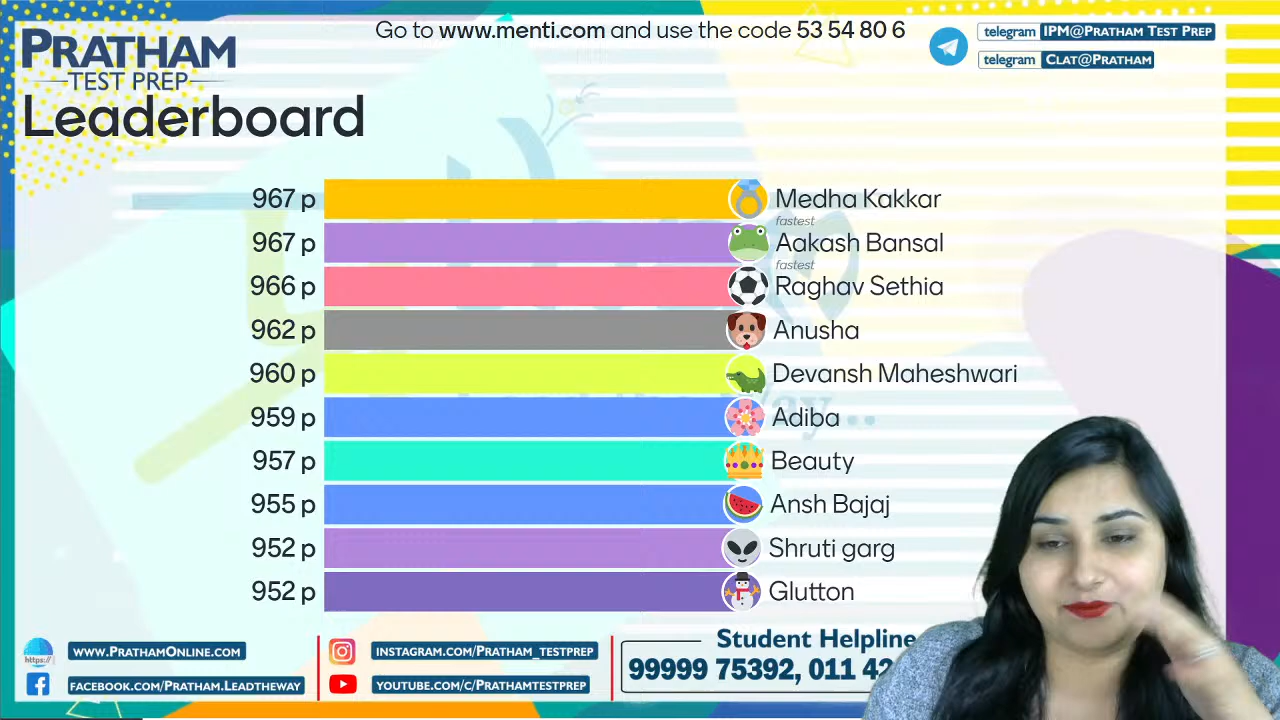 Go to www.menti.com and use the code 53 54 80 6
PRATHAM
TEST PREP
telegram IPM@PRATHAM TEST PREP
telegram CLAT@PRATHAM
Leaderboard
967 p Medha Kakkar
fastest
967 p Aakash Bansal
fastest
966 p Raghav Sethia
962 p Anusha
960 p Devansh Maheshwari
959 p Adiba
957 p Beauty
955 p Ansh Bajaj
952 p Shruti garg
952 p Glutton
https://
WWW.PRATHAMONLINE.COM
FACEBOOK.COM/PRATHAM.LEADTHEWAY
INSTAGRAM.COM/PRATHAM_TESTPREP
YOUTUBE.COM/C/PRATHAMTESTPREP
Student Helpline
99999 75392, 011 42